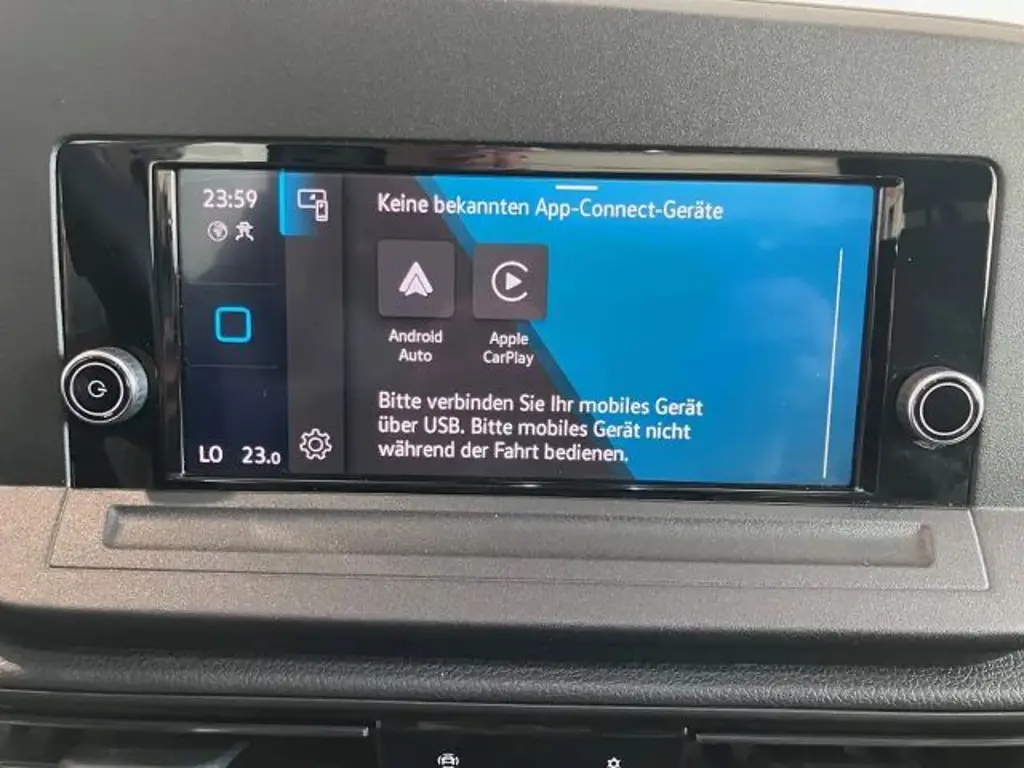 23:59
Keine bekannten App-Connect-Geräte
Android
Auto
Apple
CarPlay
Bitte verbinden Sie Ihr mobiles Gerät
über USB. Bitte mobiles Gerät nicht
während der Fahrt bedienen.
LO 23.0